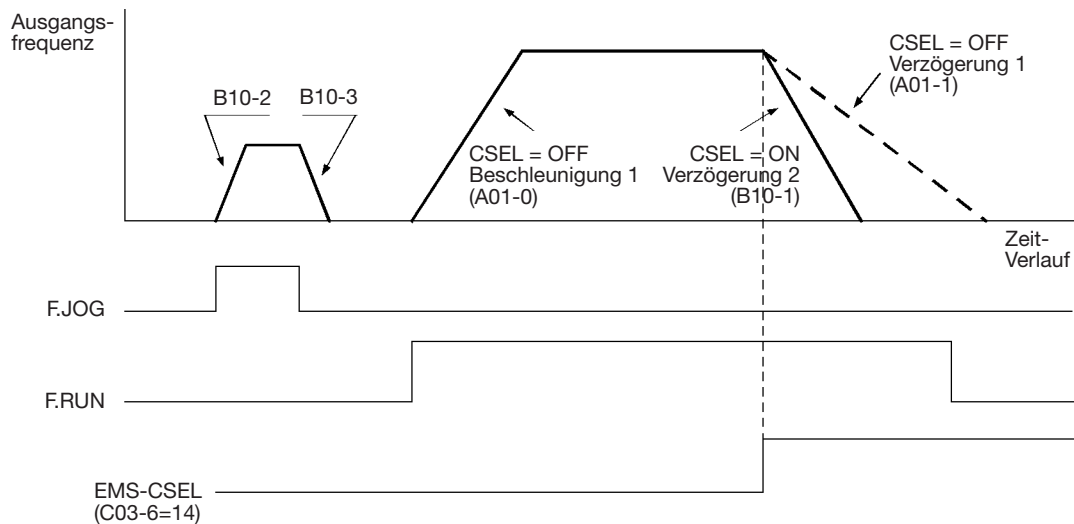 Ausgangs-
frequenz
B10-2
B10-3
CSEL = OFF
Beschleunigung 1
(A01-0)
CSEL = ON
Verzögerung 2
(B10-1)
CSEL = OFF
Verzögerung 1
(A01-1)
Zeit-
Verlauf
F.JOG
F.RUN
EMS-CSEL
(C03-6=14)